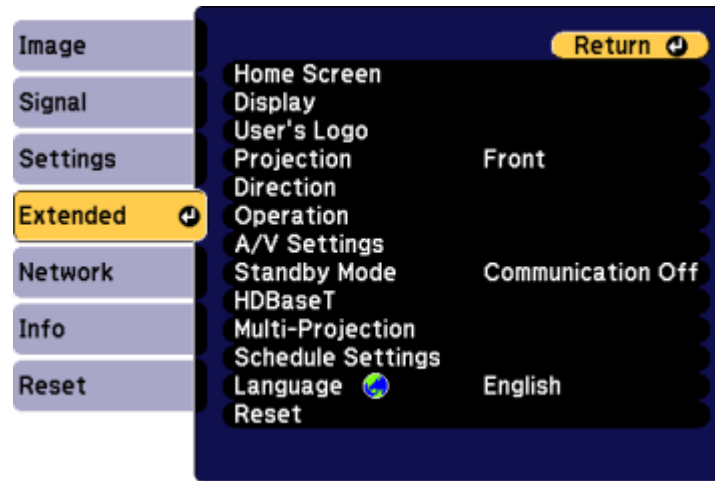 Image
Signal
Settings
Extended
Network
Info
Reset
Return
Home Screen
Display
User's Logo
Projection Front
Direction
Operation
A/V Settings
Standby Mode Communication Off
HDBaseT
Multi-Projection
Schedule Settings
Language English
Reset